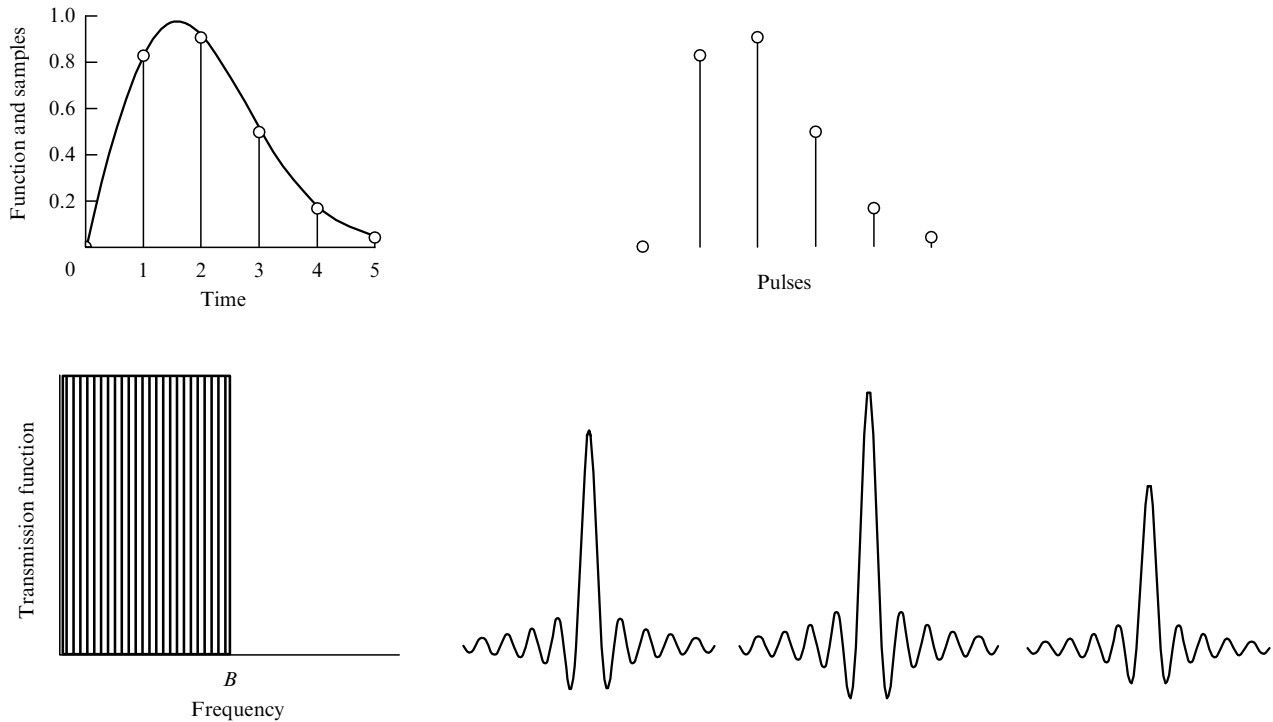 Function and samples
1.0
0.8
0.6
0.4
0.2
0 1 2 3 4 5
Time
Pulses
Transmission function
B
Frequency